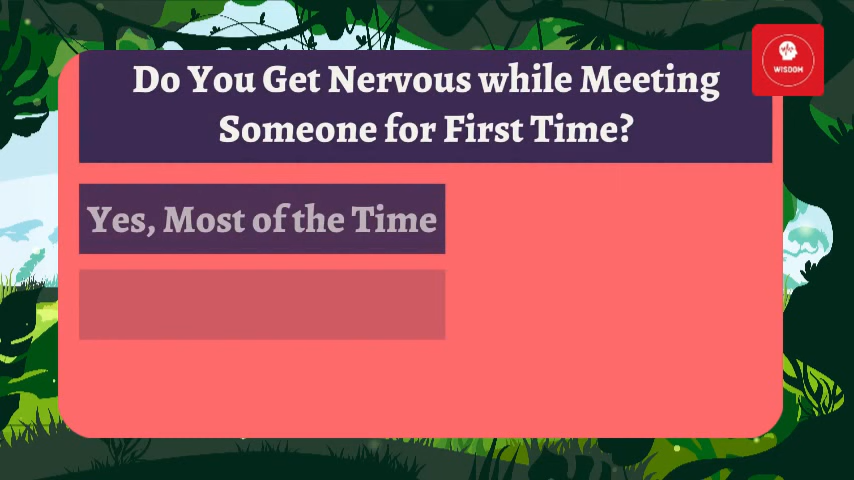 Do You Get Nervous while Meeting
Someone for First Time?
WISDOM
Yes, Most of the Time